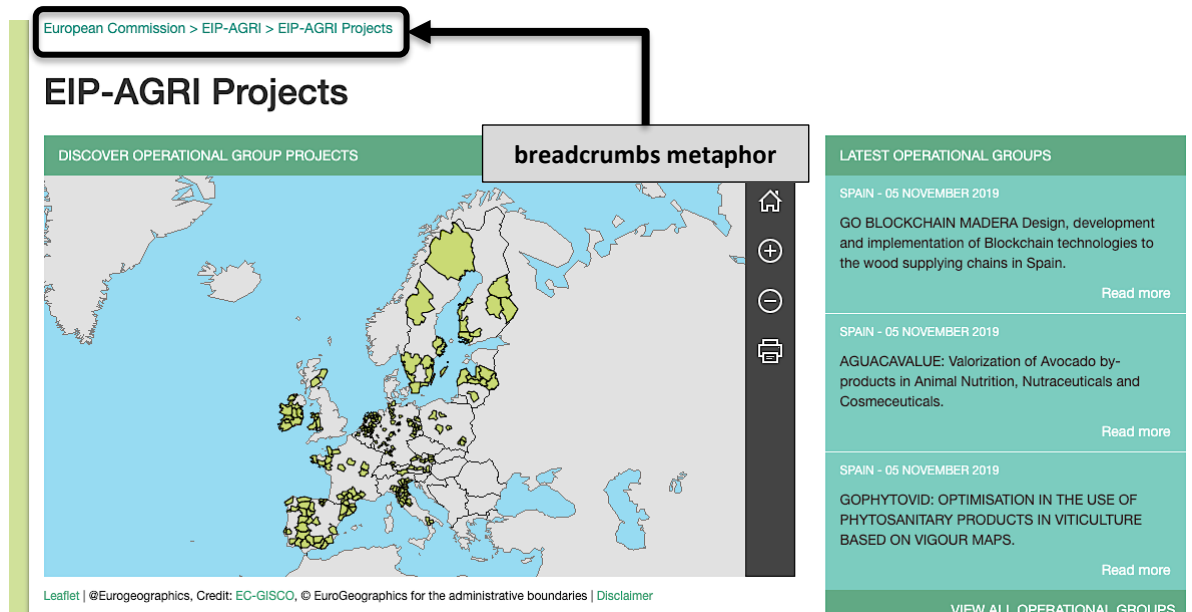 European Commission > EIP-AGRI > EIP-AGRI Projects
EIP-AGRI Projects
breadcrumbs metaphor
DISCOVER OPERATIONAL GROUP PROJECTS
LATEST OPERATIONAL GROUPS
SPAIN - 05 NOVEMBER 2019
GO BLOCKCHAIN MADERA Design, development
and implementation of Blockchain technologies to
the wood supplying chains in Spain.
Read more
SPAIN - 05 NOVEMBER 2019
AGUACAVALUE: Valorization of Avocado by-
products in Animal Nutrition, Nutraceuticals and
Cosmeceuticals.
Read more
SPAIN - 05 NOVEMBER 2019
GOPHYTOVID: OPTIMISATION IN THE USE OF
PHYTOSANITARY PRODUCTS IN VITICULTURE
BASED ON VIGOUR MAPS.
Read more
VIEW ALL OPERATIONAL GROUPS
Leaflet | @Eurogeographics, Credit: EC-GISCO, © EuroGeographics for the administrative boundaries | Disclaimer